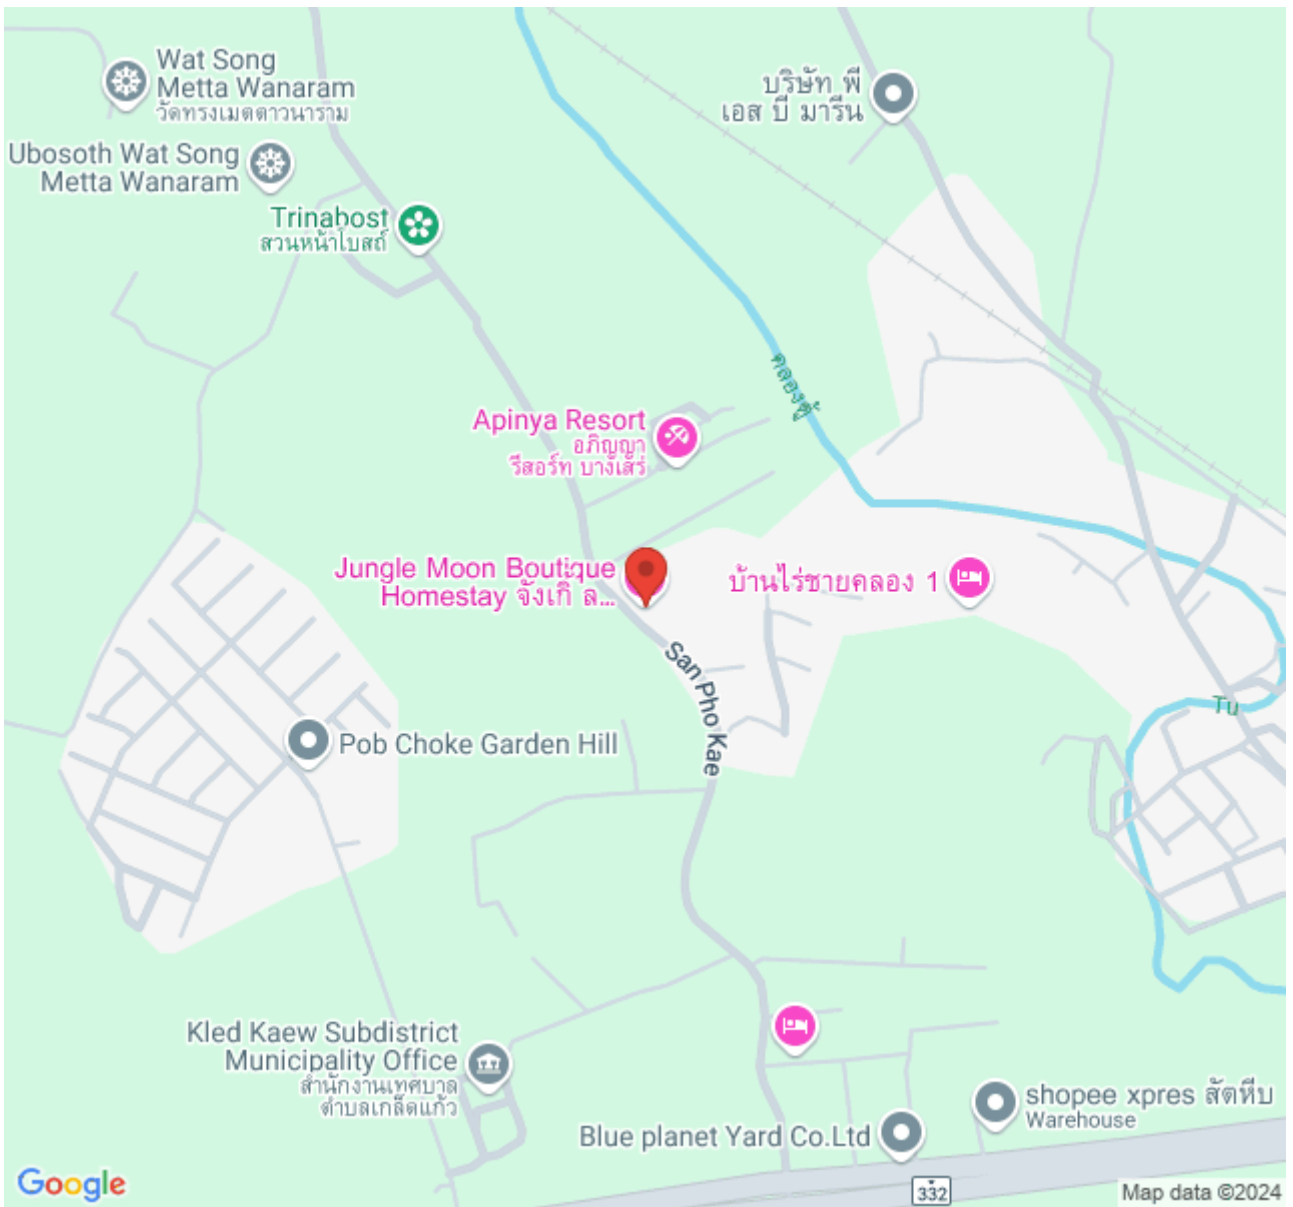 Wat Song
Metta Wanaram
วัดทรงเมตตาวนาราม
บริษัท พี
เอส บี มารีน
Ubosoth Wat Song
Metta Wanaram
Trinabost
สวนหน้าโบสถ์
คลองตู้
Apinya Resort
อภิญญา
รีสอร์ท บางเสร่
Jungle Moon Boutique
Homestay จังเกิ้ ล...
บ้านไร่ชายคลอง 1
San Pho Kae
Tu
Pob Choke Garden Hill
Kled Kaew Subdistrict
Municipality Office
สำนักงานเทศบาล
ตำบลเกล็ดแก้ว
shopee xpres สัตหีบ
Warehouse
Blue planet Yard Co.Ltd
332
Google
Map data ©2024